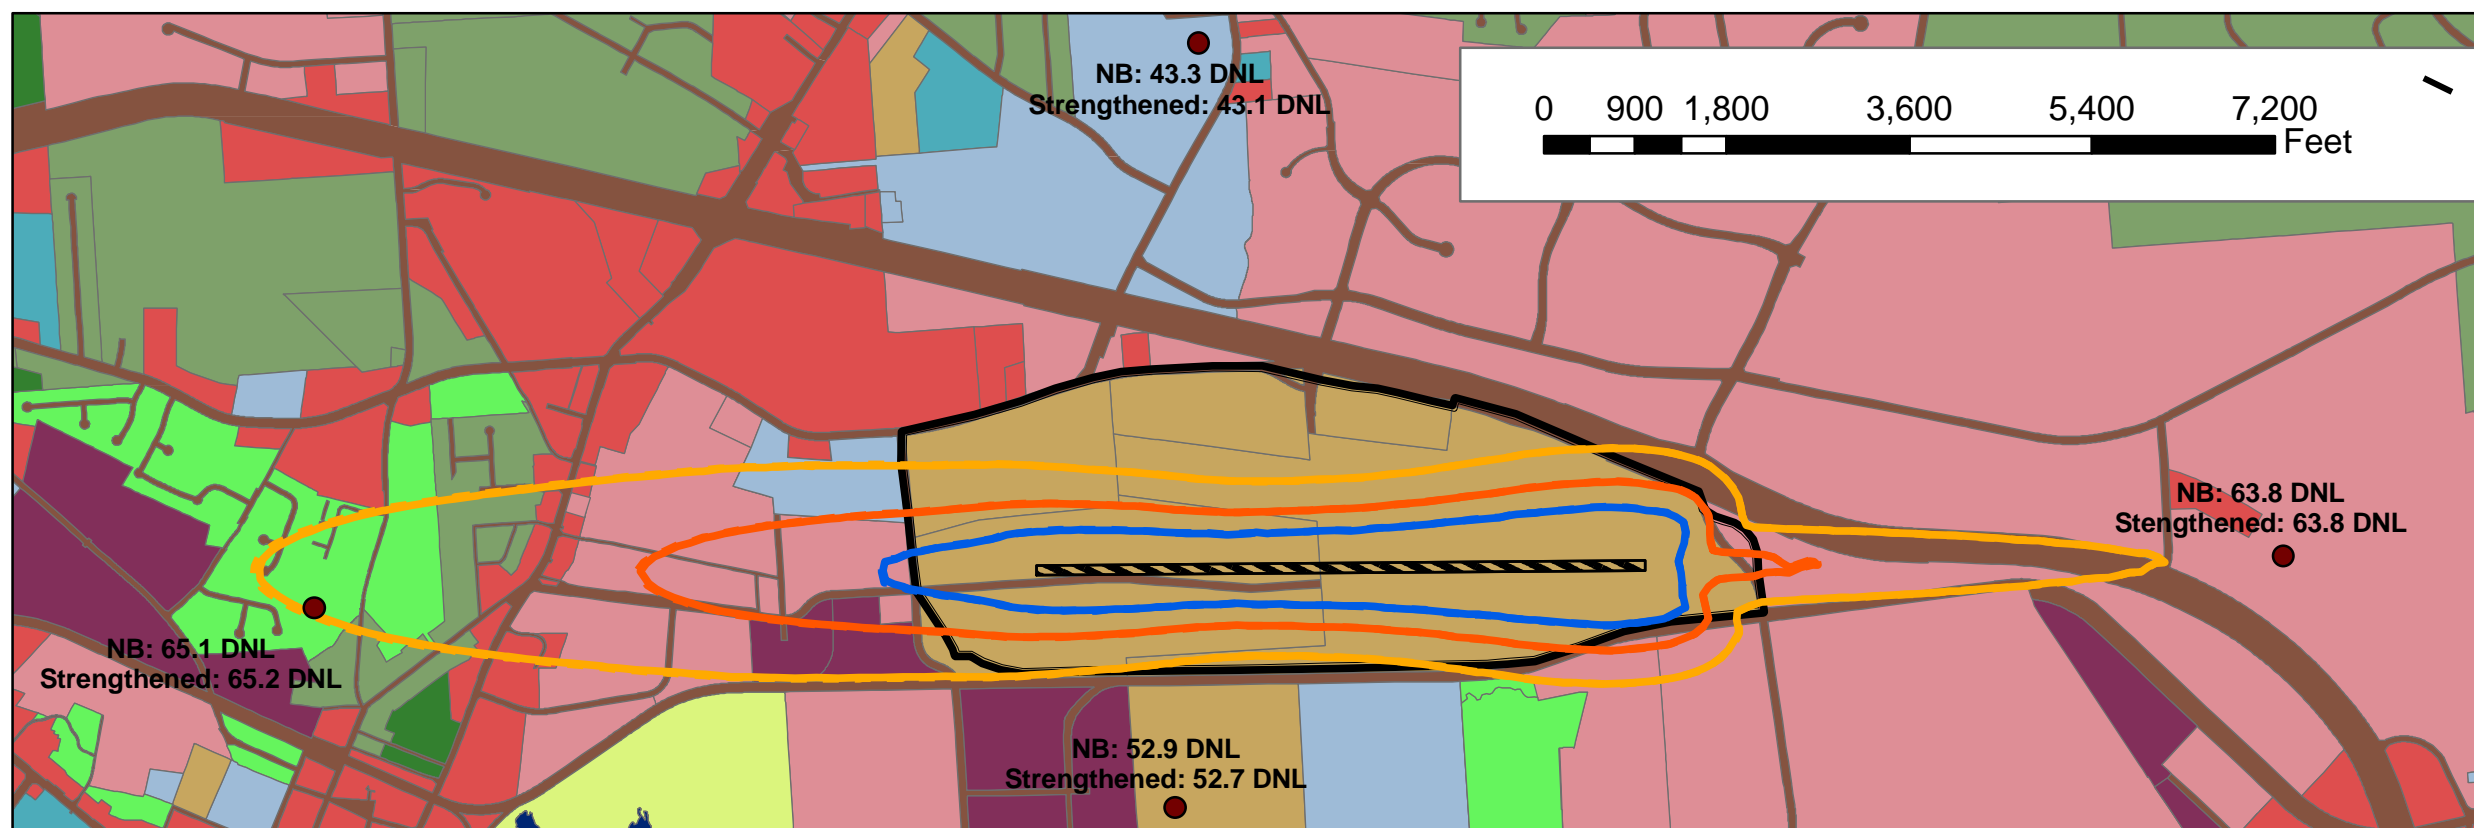 NB: 43.3 DNL
Strengthened: 43.1 DNL
0 900 1,800 3,600 5,400 7,200
Feet
NB: 63.8 DNL
Stengthened: 63.8 DNL
NB: 65.1 DNL
Strengthened: 65.2 DNL
NB: 52.9 DNL
Strengthened: 52.7 DNL